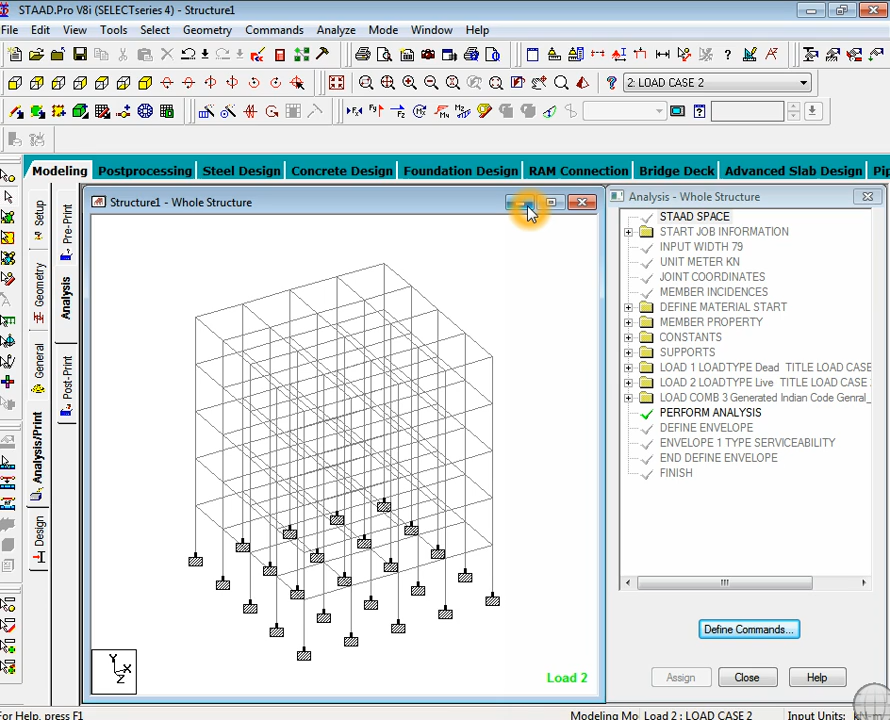 STAAD.Pro V8i (SELECTseries 4) - Structure1
File Edit View Tools Select Geometry Commands Analyze Mode Window Help
2: LOAD CASE 2
Modeling Postprocessing Steel Design Concrete Design Foundation Design RAM Connection Bridge Deck Advanced Slab Design Pip
Setup
Geometry
General
Analysis/Print
Design
Pre-Print
Analysis
Post-Print
Structure1 - Whole Structure
Y
X
Z
Load 2
Analysis - Whole Structure
STAAD SPACE
START JOB INFORMATION
INPUT WIDTH 79
UNIT METER KN
JOINT COORDINATES
MEMBER INCIDENCES
DEFINE MATERIAL START
MEMBER PROPERTY
CONSTANTS
SUPPORTS
LOAD 1 LOADTYPE Dead TITLE LOAD CASE
LOAD 2 LOADTYPE Live TITLE LOAD CASE
LOAD COMB 3 Generated Indian Code Genral_
PERFORM ANALYSIS
DEFINE ENVELOPE
ENVELOPE 1 TYPE SERVICEABILITY
END DEFINE ENVELOPE
FINISH
Define Commands...
Assign Close Help
For Help, press F1
Modeling Mo Load 2 : LOAD CASE 2 Input Units: